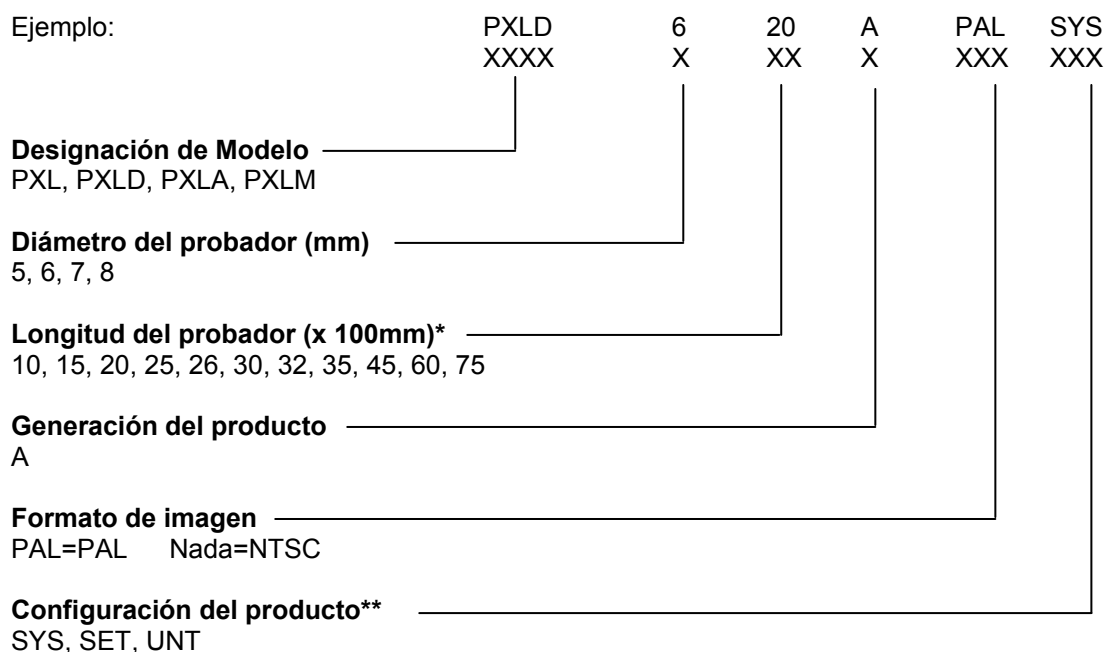 Ejemplo: PXLD 6 20 A PAL SYS
XXXX X XX X XXX XXX
Designación de Modelo
PXL, PXLD, PXLA, PXLM
Diámetro del probador (mm)
5, 6, 7, 8
Longitud del probador (x 100mm)*
10, 15, 20, 25, 26, 30, 32, 35, 45, 60, 75
Generación del producto
A
Formato de imagen
PAL=PAL Nada=NTSC
Configuración del producto**
SYS, SET, UNT